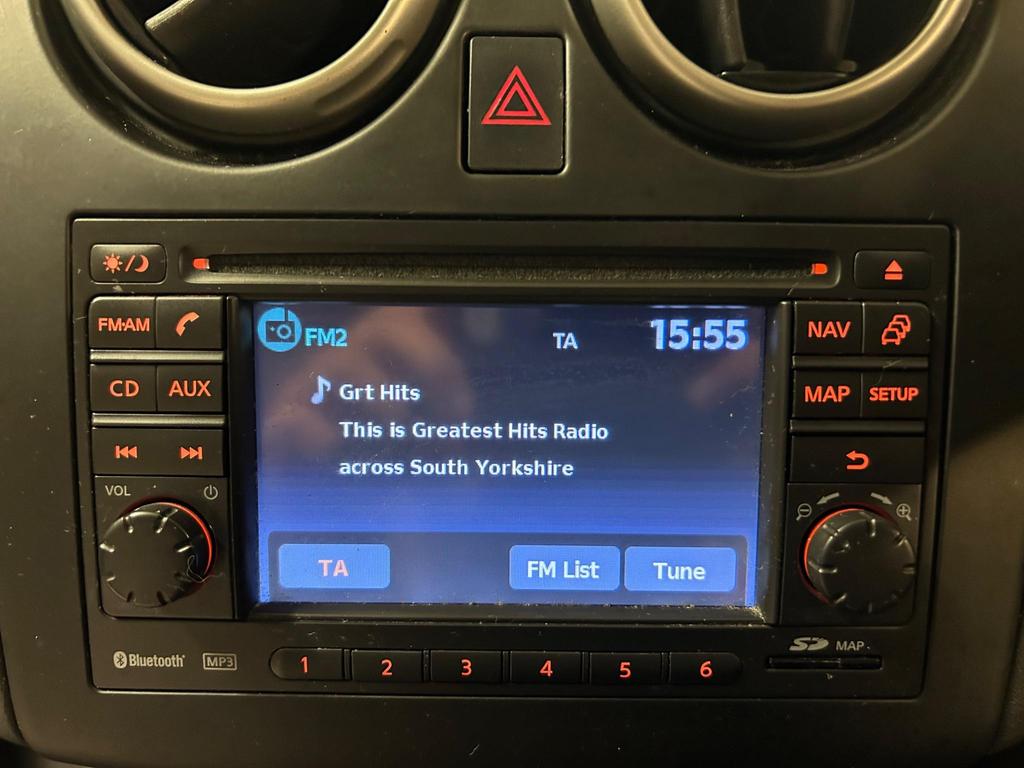 FM2 TA 15:55
Grt Hits
This is Greatest Hits Radio
across South Yorkshire
TA FM List Tune
FM·AM
CD AUX
VOL
NAV
MAP SETUP
Bluetooth MP3
1 2 3 4 5 6
SD MAP